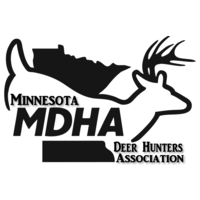 MINNESOTA
MDHA
DEER HUNTERS
ASSOCIATION